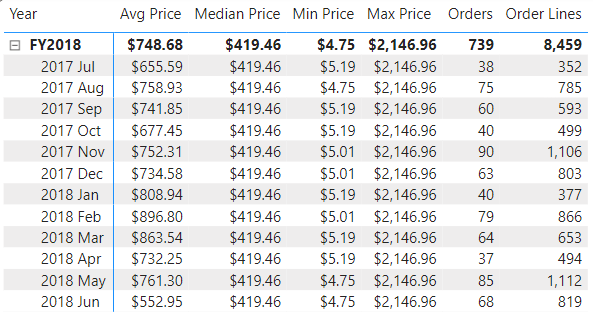 Year Avg Price Median Price Min Price Max Price Orders Order Lines
FY2018 $748.68 $419.46 $4.75 $2,146.96 739 8,459
2017 Jul $655.59 $419.46 $5.19 $2,146.96 38 352
2017 Aug $758.93 $419.46 $4.75 $2,146.96 75 785
2017 Sep $741.85 $419.46 $5.19 $2,146.96 60 593
2017 Oct $677.45 $419.46 $5.19 $2,146.96 40 499
2017 Nov $752.31 $419.46 $5.01 $2,146.96 90 1,106
2017 Dec $734.58 $419.46 $5.01 $2,146.96 63 803
2018 Jan $808.94 $419.46 $5.19 $2,146.96 40 377
2018 Feb $896.80 $419.46 $5.01 $2,146.96 79 866
2018 Mar $863.54 $419.46 $5.19 $2,146.96 64 653
2018 Apr $732.25 $419.46 $5.19 $2,146.96 37 494
2018 May $761.30 $419.46 $4.75 $2,146.96 85 1,112
2018 Jun $552.95 $419.46 $4.75 $2,146.96 68 819